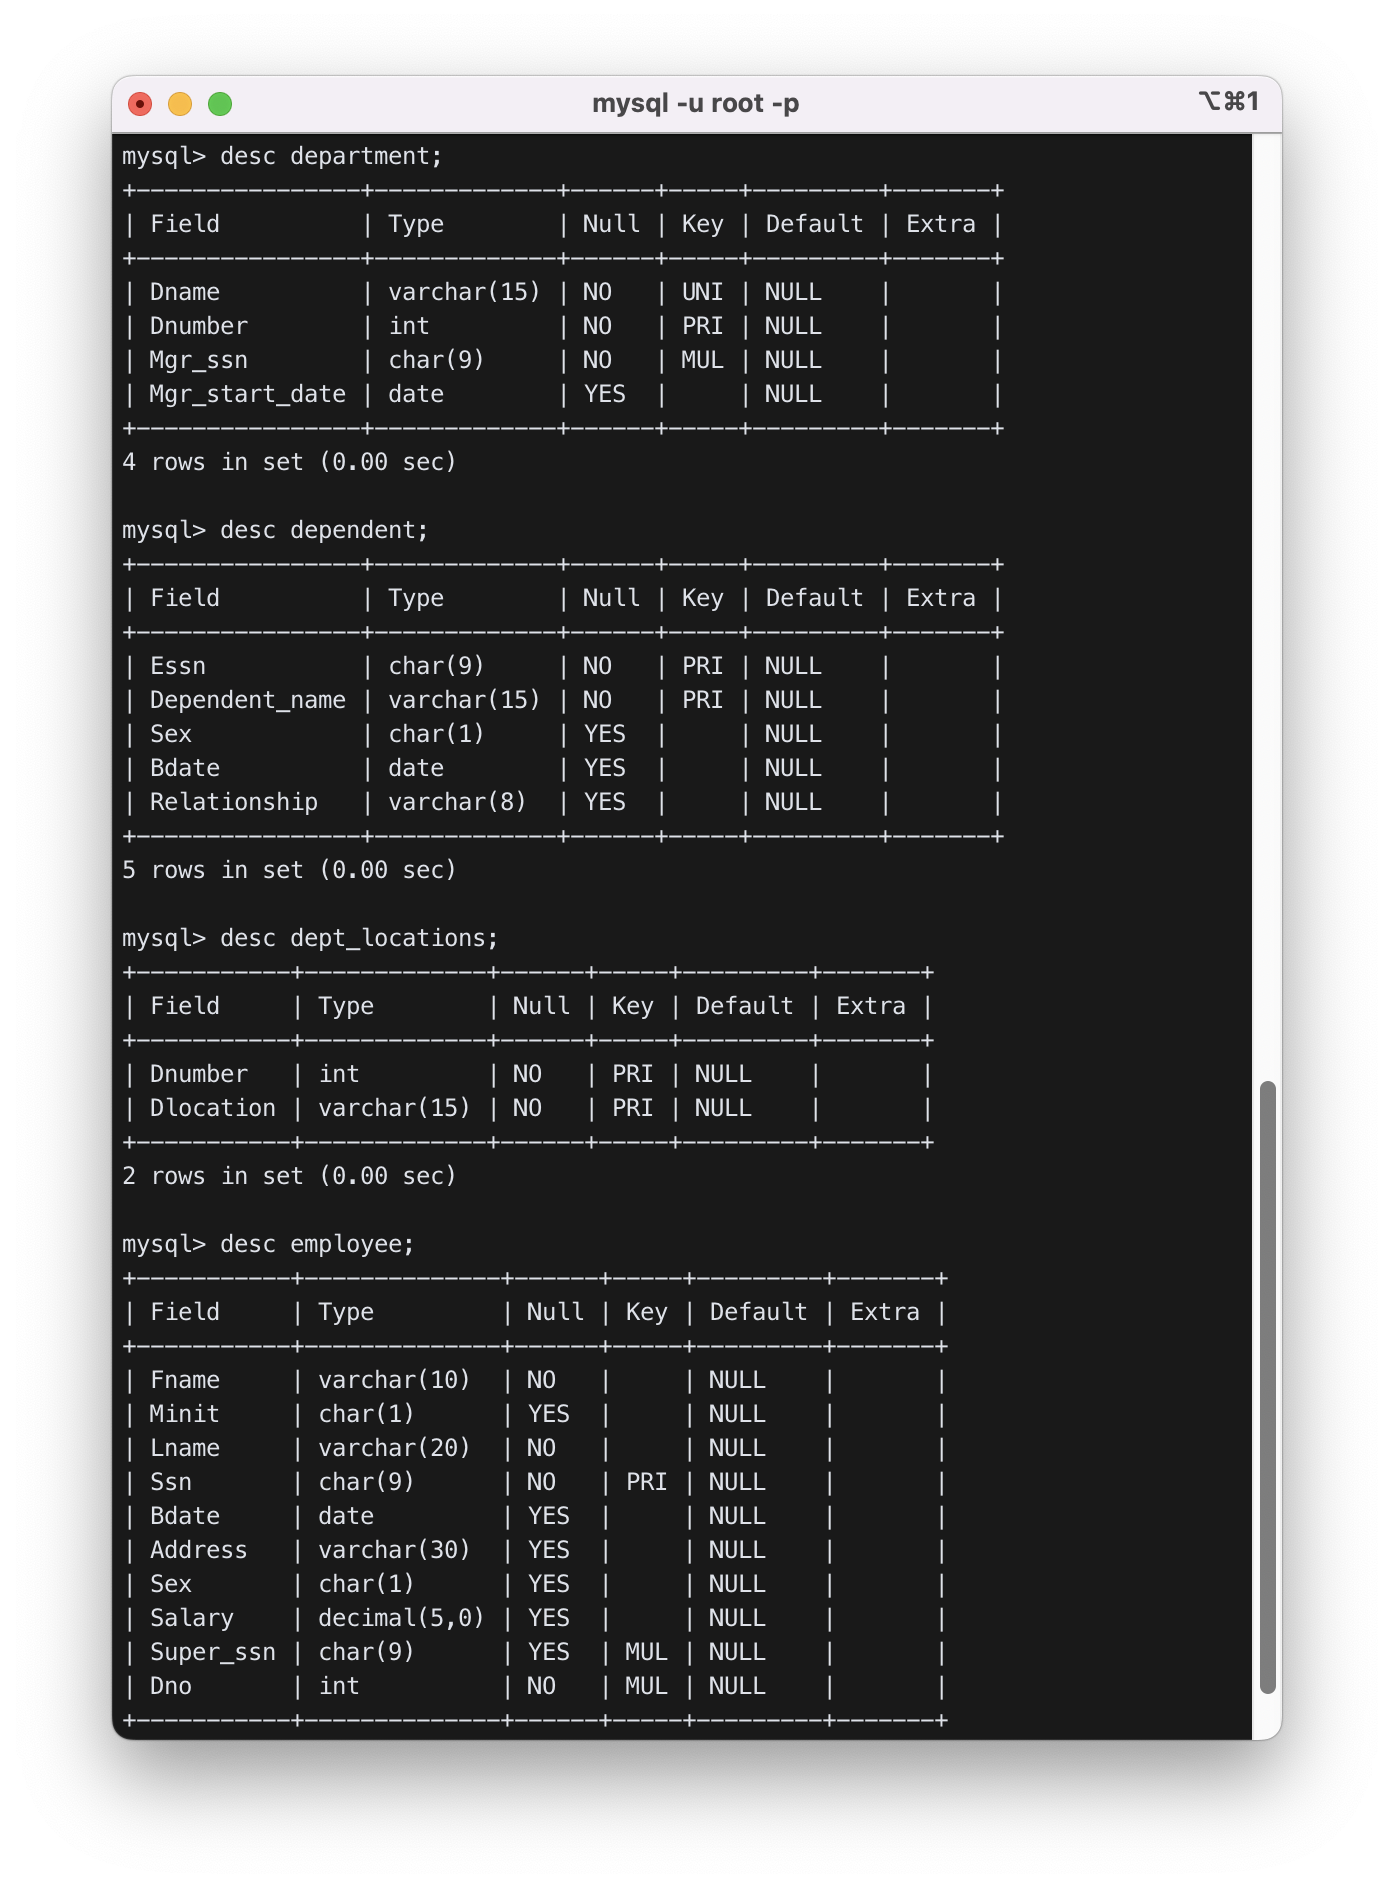 mysql -u root -p ⌥⌘1
mysql> desc department;
+----------------+-------------+------+-----+---------+-------+
| Field          | Type        | Null | Key | Default | Extra |
+----------------+-------------+------+-----+---------+-------+
| Dname          | varchar(15) | NO   | UNI | NULL    |       |
| Dnumber        | int         | NO   | PRI | NULL    |       |
| Mgr_ssn        | char(9)     | NO   | MUL | NULL    |       |
| Mgr_start_date | date        | YES  |     | NULL    |       |
+----------------+-------------+------+-----+---------+-------+
4 rows in set (0.00 sec)

mysql> desc dependent;
+----------------+-------------+------+-----+---------+-------+
| Field          | Type        | Null | Key | Default | Extra |
+----------------+-------------+------+-----+---------+-------+
| Essn           | char(9)     | NO   | PRI | NULL    |       |
| Dependent_name | varchar(15) | NO   | PRI | NULL    |       |
| Sex            | char(1)     | YES  |     | NULL    |       |
| Bdate          | date        | YES  |     | NULL    |       |
| Relationship   | varchar(8)  | YES  |     | NULL    |       |
+----------------+-------------+------+-----+---------+-------+
5 rows in set (0.00 sec)

mysql> desc dept_locations;
+-----------+-------------+------+-----+---------+-------+
| Field     | Type        | Null | Key | Default | Extra |
+-----------+-------------+------+-----+---------+-------+
| Dnumber   | int         | NO   | PRI | NULL    |       |
| Dlocation | varchar(15) | NO   | PRI | NULL    |       |
+-----------+-------------+------+-----+---------+-------+
2 rows in set (0.00 sec)

mysql> desc employee;
+-----------+--------------+------+-----+---------+-------+
| Field     | Type         | Null | Key | Default | Extra |
+-----------+--------------+------+-----+---------+-------+
| Fname     | varchar(10)  | NO   |     | NULL    |       |
| Minit     | char(1)      | YES  |     | NULL    |       |
| Lname     | varchar(20)  | NO   |     | NULL    |       |
| Ssn       | char(9)      | NO   | PRI | NULL    |       |
| Bdate     | date         | YES  |     | NULL    |       |
| Address   | varchar(30)  | YES  |     | NULL    |       |
| Sex       | char(1)      | YES  |     | NULL    |       |
| Salary    | decimal(5,0) | YES  |     | NULL    |       |
| Super_ssn | char(9)      | YES  | MUL | NULL    |       |
| Dno       | int          | NO   | MUL | NULL    |       |
+-----------+--------------+------+-----+---------+-------+